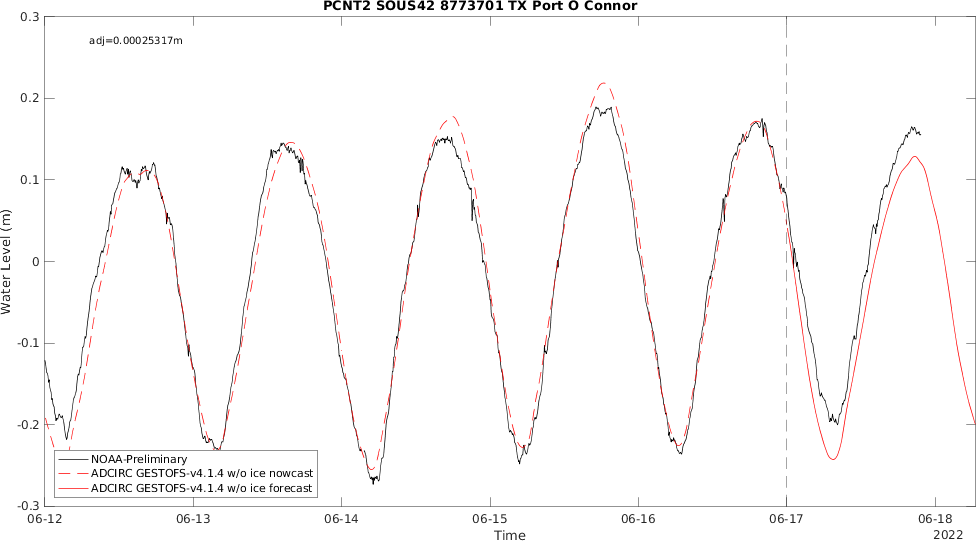 PCNT2 SOUS42 8773701 TX Port O Connor
adj=0.00025317m
0.3
0.2
0.1
0
-0.1
-0.2
-0.3
Water Level (m)
NOAA-Preliminary
ADCIRC GESTOFS-v4.1.4 w/o ice nowcast
ADCIRC GESTOFS-v4.1.4 w/o ice forecast
06-12 06-13 06-14 06-15 06-16 06-17 06-18
Time
2022